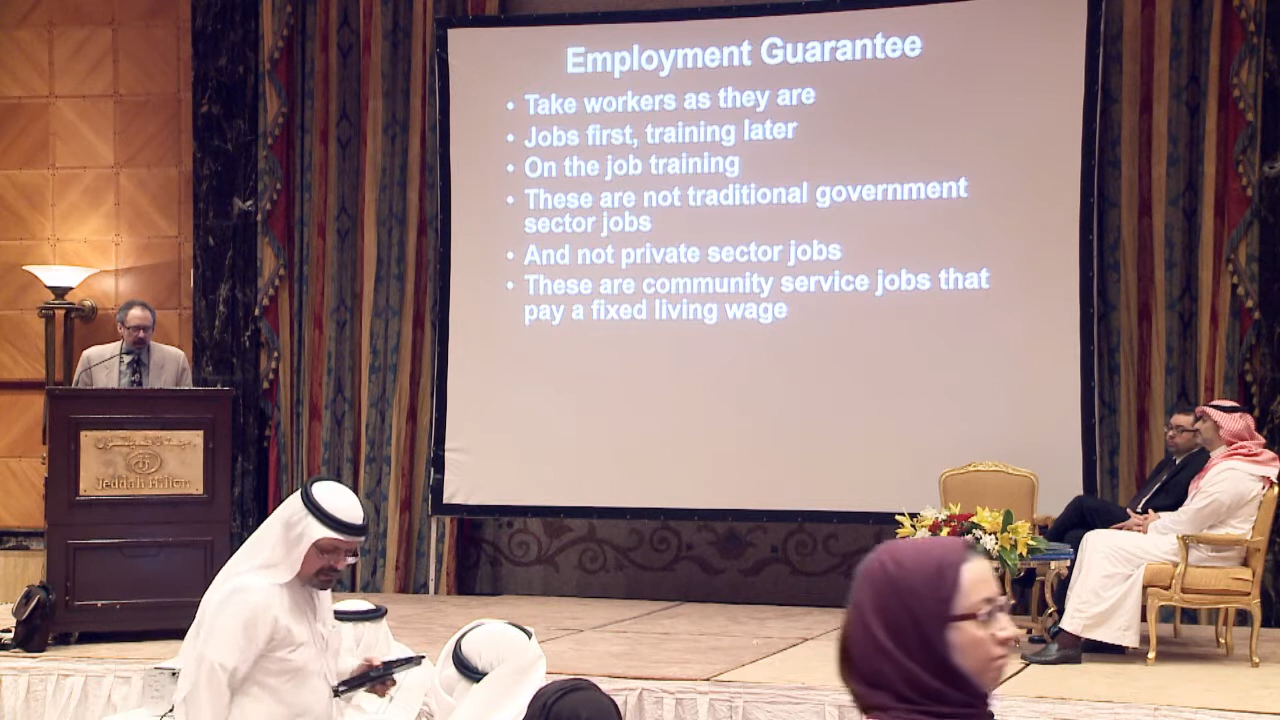 Employment Guarantee
• Take workers as they are
• Jobs first, training later
• On the job training
• These are not traditional government
sector jobs
• And not private sector jobs
• These are community service jobs that
pay a fixed living wage
Jeddah Hilton